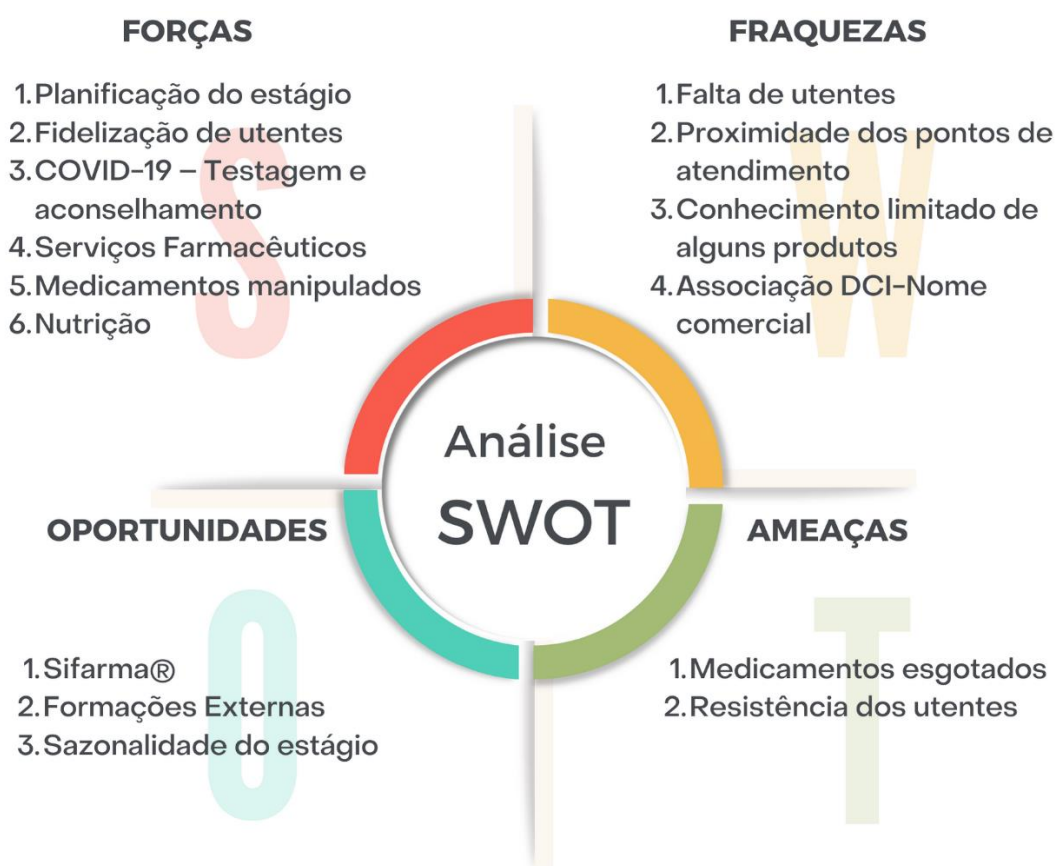 FORÇAS
1.Planificação do estágio
2.Fidelização de utentes
3.COVID-19 – Testagem e
aconselhamento
4.Serviços Farmacêuticos
5.Medicamentos manipulados
6.Nutrição
S
FRAQUEZAS
1.Falta de utentes
2.Proximidade dos pontos de
atendimento
3.Conhecimento limitado de
alguns produtos
4.Associação DCI-Nome
comercial
W
Análise
SWOT
OPORTUNIDADES
1.Sifarma®
2.Formações Externas
3.Sazonalidade do estágio
O
AMEAÇAS
1.Medicamentos esgotados
2.Resistência dos utentes
T